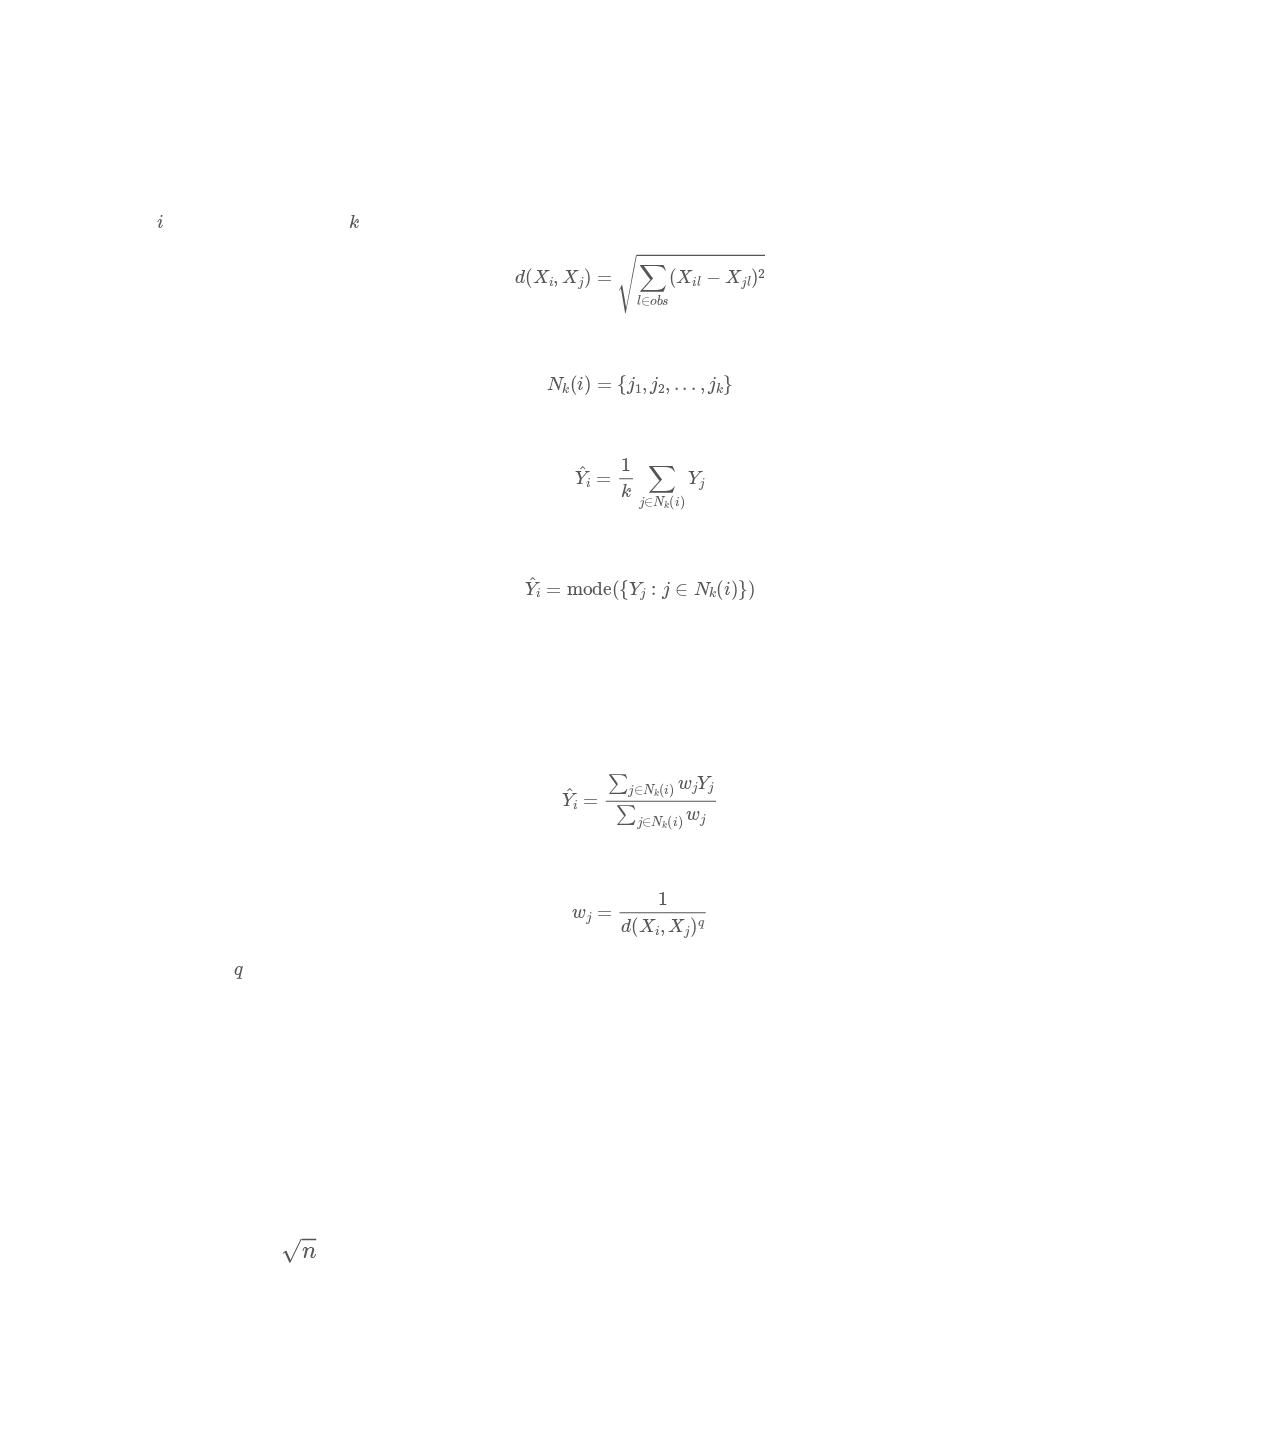 i k
d(X_i, X_j) = \sqrt{\sum_{l \in obs} (X_{il} - X_{jl})^2}
N_k(i) = \{j_1, j_2, \ldots, j_k\}
\hat{Y}_i = \frac{1}{k} \sum_{j \in N_k(i)} Y_j
\hat{Y}_i = \text{mode}(\{Y_j : j \in N_k(i)\})
\hat{Y}_i = \frac{\sum_{j \in N_k(i)} w_j Y_j}{\sum_{j \in N_k(i)} w_j}
w_j = \frac{1}{d(X_i, X_j)^q}
q
\sqrt{n}